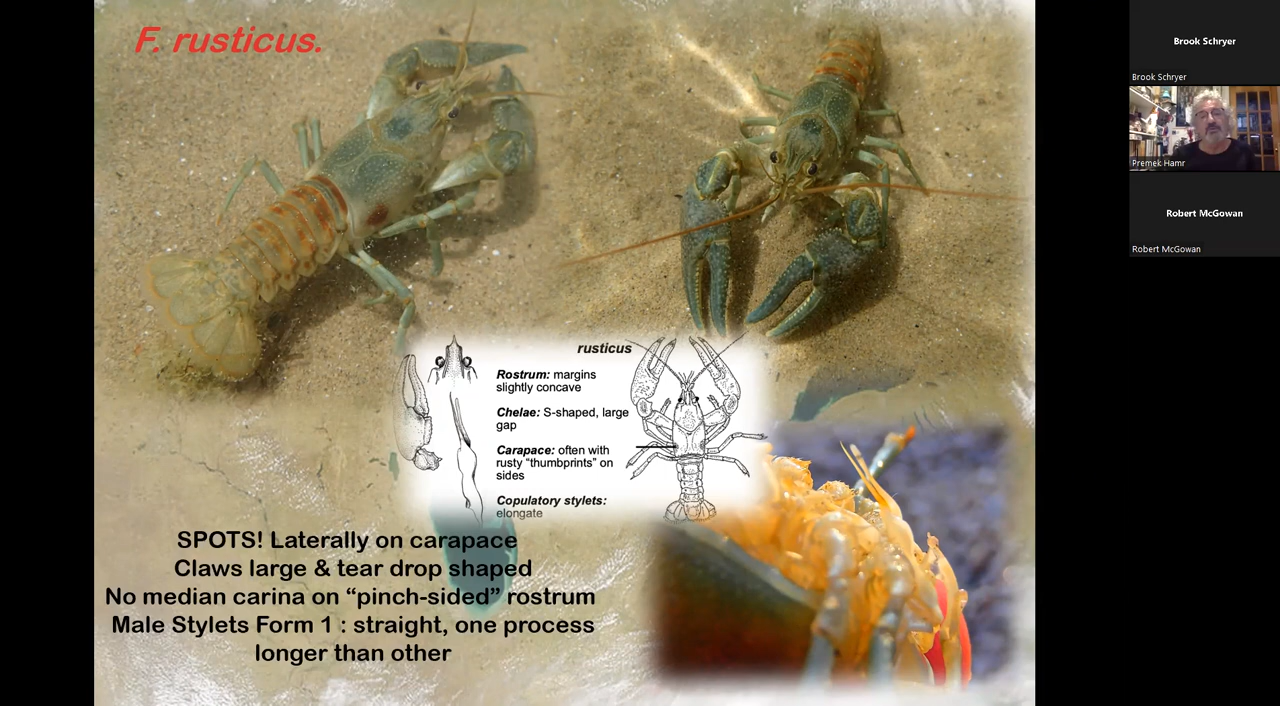 F. rusticus.
rusticus
Rostrum: margins
slightly concave
Chelae: S-shaped, large
gap
Carapace: often with
rusty “thumbprints” on
sides
Copulatory stylets:
elongate
SPOTS! Laterally on carapace
Claws large & tear drop shaped
No median carina on “pinch-sided” rostrum
Male Stylets Form 1 : straight, one process
longer than other
Brook Schryer
Brook Schryer
Premek Hamr
Robert McGowan
Robert McGowan